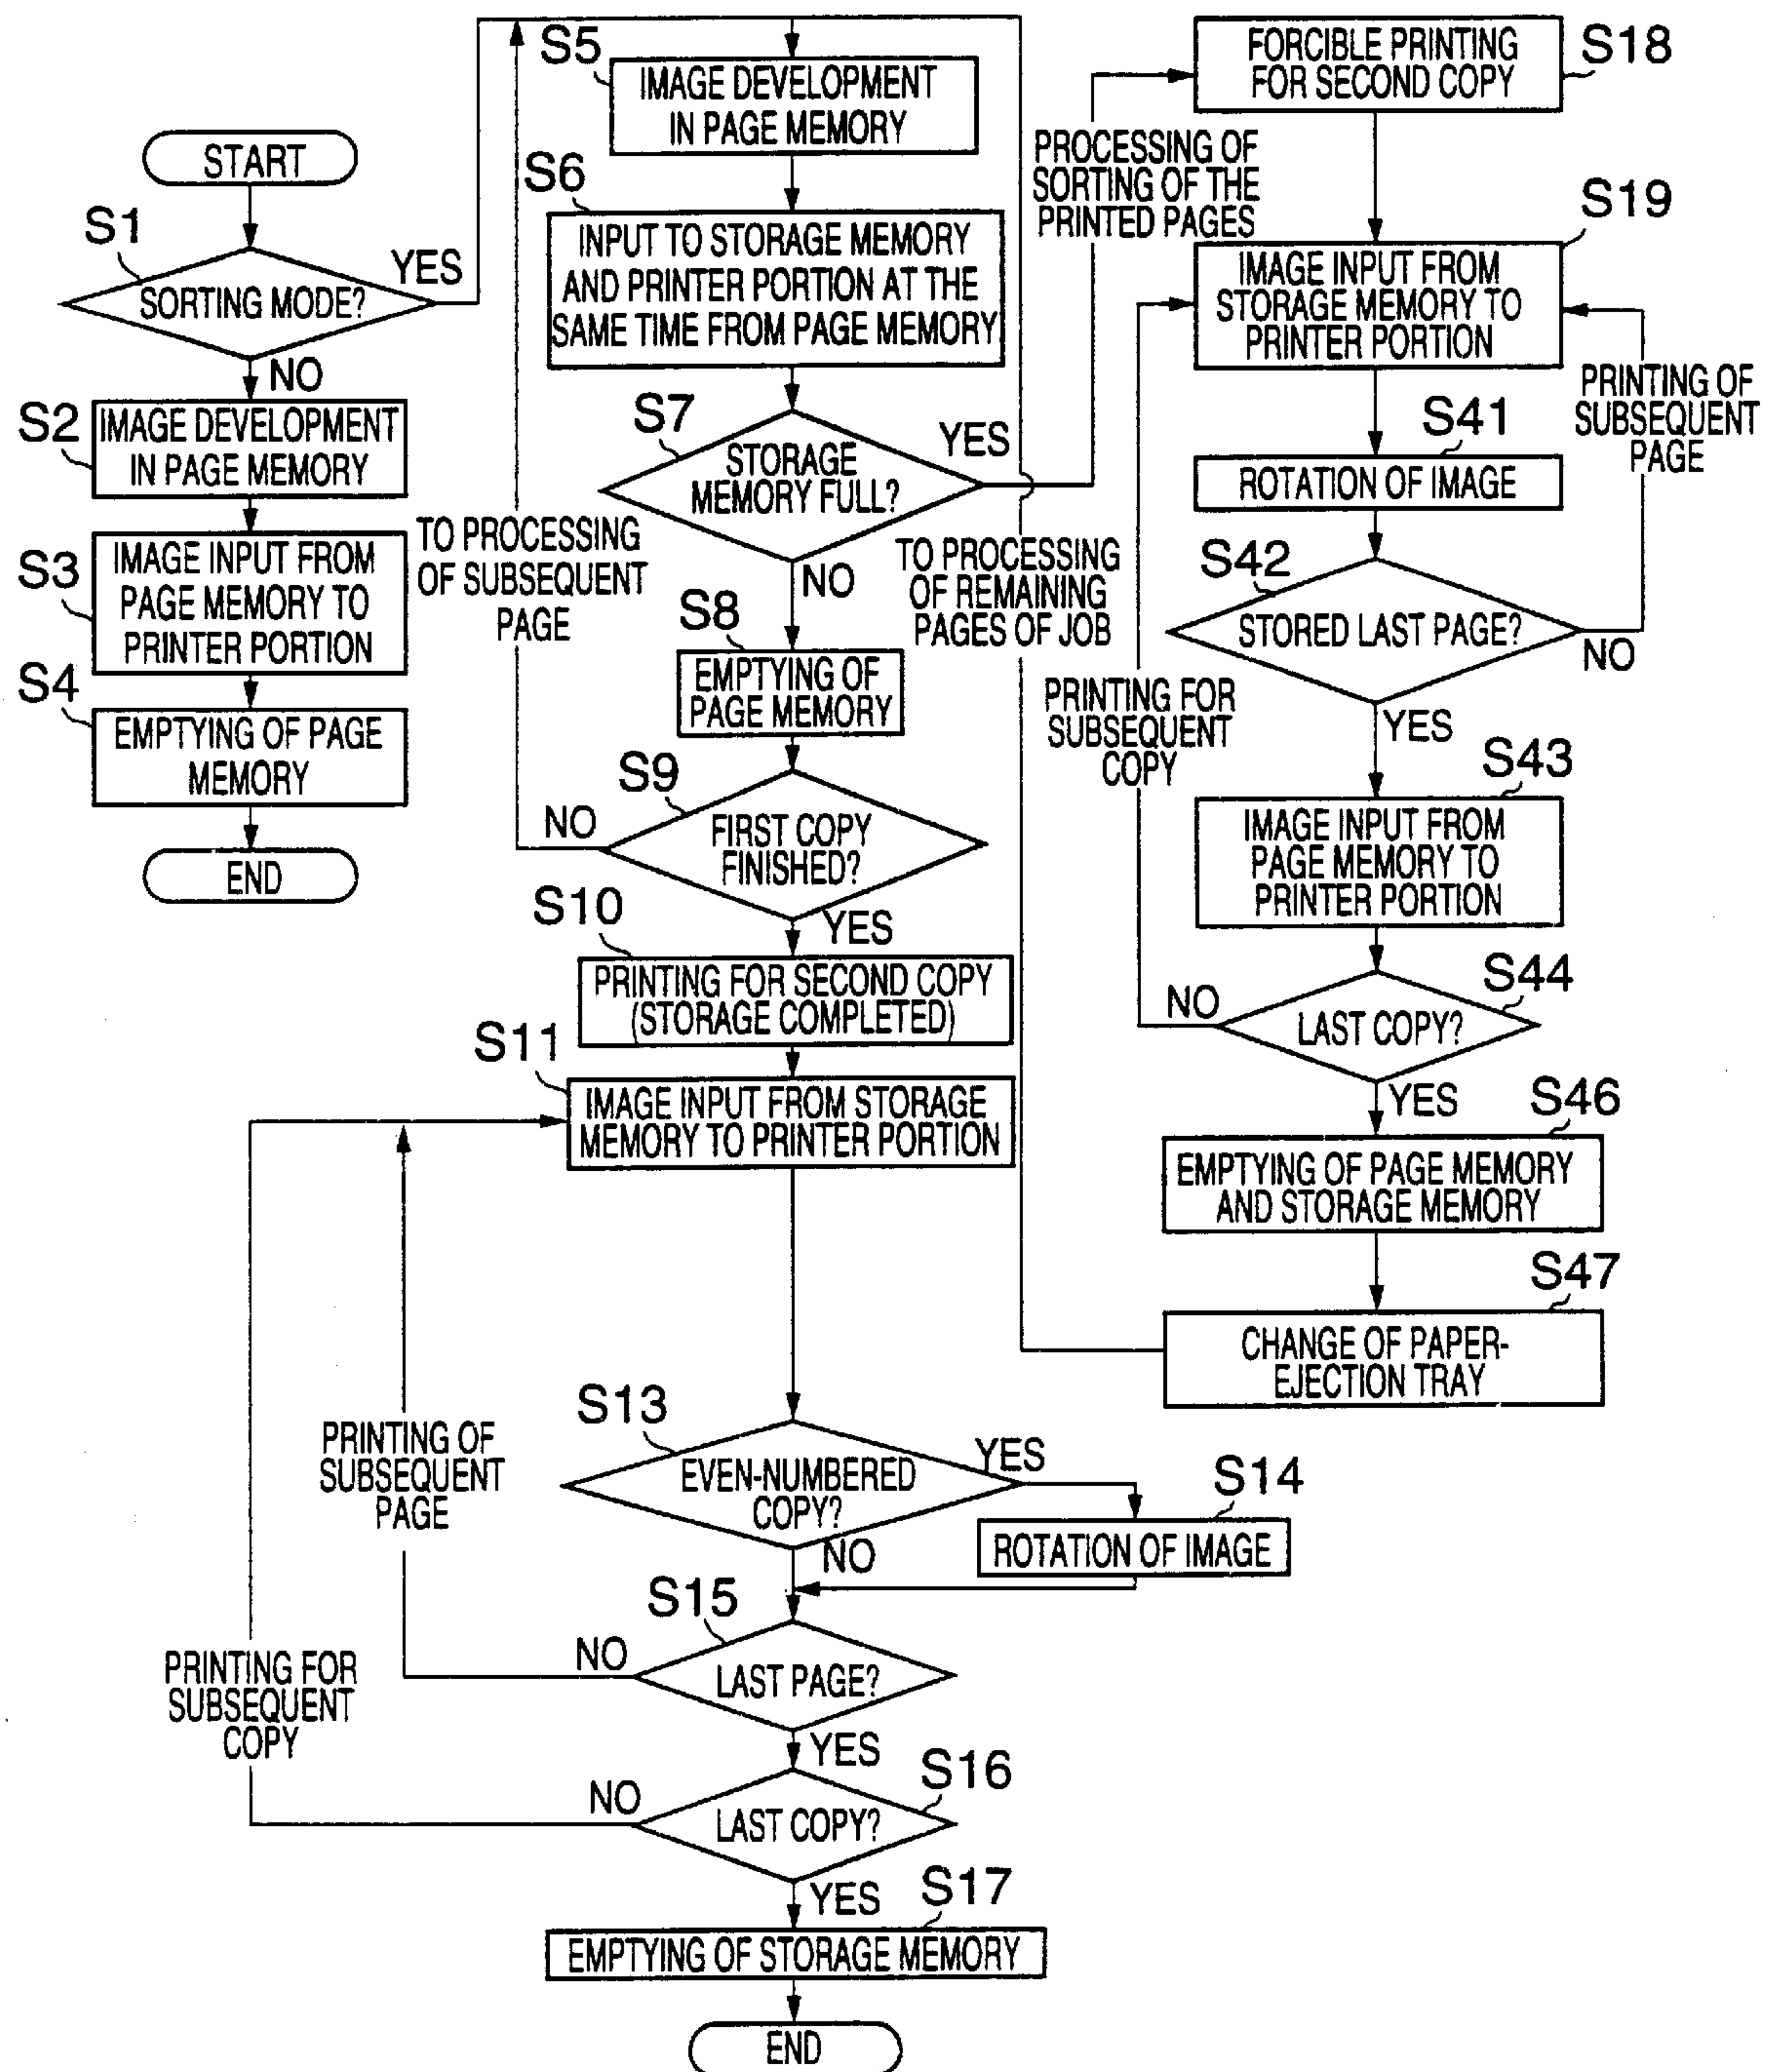 START
S1
SORTING MODE?
YES
NO
S2
IMAGE DEVELOPMENT
IN PAGE MEMORY
S3
IMAGE INPUT FROM
PAGE MEMORY TO
PRINTER PORTION
S4
EMPTYING OF PAGE
MEMORY
END
S5
IMAGE DEVELOPMENT
IN PAGE MEMORY
S6
INPUT TO STORAGE MEMORY
AND PRINTER PORTION AT THE
SAME TIME FROM PAGE MEMORY
S7
STORAGE
MEMORY FULL?
YES
NO
TO PROCESSING
OF SUBSEQUENT
PAGE
S8
EMPTYING OF
PAGE MEMORY
S9
FIRST COPY
FINISHED?
NO
YES
S10
PRINTING FOR SECOND COPY
(STORAGE COMPLETED)
S11
IMAGE INPUT FROM STORAGE
MEMORY TO PRINTER PORTION
S13
EVEN-NUMBERED
COPY?
YES
NO
S14
ROTATION OF IMAGE
S15
LAST PAGE?
NO
YES
PRINTING OF
SUBSEQUENT
PAGE
S16
LAST COPY?
NO
YES
PRINTING FOR
SUBSEQUENT
COPY
S17
EMPTYING OF STORAGE MEMORY
END
PROCESSING OF
SORTING OF THE
PRINTED PAGES
S18
FORCIBLE PRINTING
FOR SECOND COPY
S19
IMAGE INPUT FROM
STORAGE MEMORY TO
PRINTER PORTION
PRINTING OF
SUBSEQUENT
PAGE
S41
ROTATION OF IMAGE
S42
STORED LAST PAGE?
NO
YES
TO PROCESSING
OF REMAINING
PAGES OF JOB
PRINTING FOR
SUBSEQUENT
COPY
S43
IMAGE INPUT FROM
PAGE MEMORY TO
PRINTER PORTION
S44
LAST COPY?
NO
YES
S46
EMPTYING OF PAGE MEMORY
AND STORAGE MEMORY
S47
CHANGE OF PAPER-
EJECTION TRAY